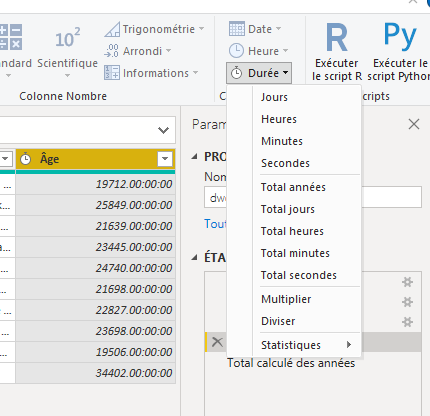 ndard
10²
Scientifique
Trigonométrie
Arrondi
Informations
Colonne Nombre
Date
Heure
Durée
R
Exécuter
le script R
Py
Exécuter le
script Python
C
scripts
Jours
Heures
Minutes
Secondes
Total années
Total jours
Total heures
Total minutes
Total secondes
Multiplier
Diviser
Statistiques
Âge
19712.00:00:00
25849.00:00:00
21639.00:00:00
23445.00:00:00
24740.00:00:00
21698.00:00:00
22827.00:00:00
23698.00:00:00
19506.00:00:00
34402.00:00:00
Param
PRO
Nom
dw
Tout
ÉTA
Total calculé des années